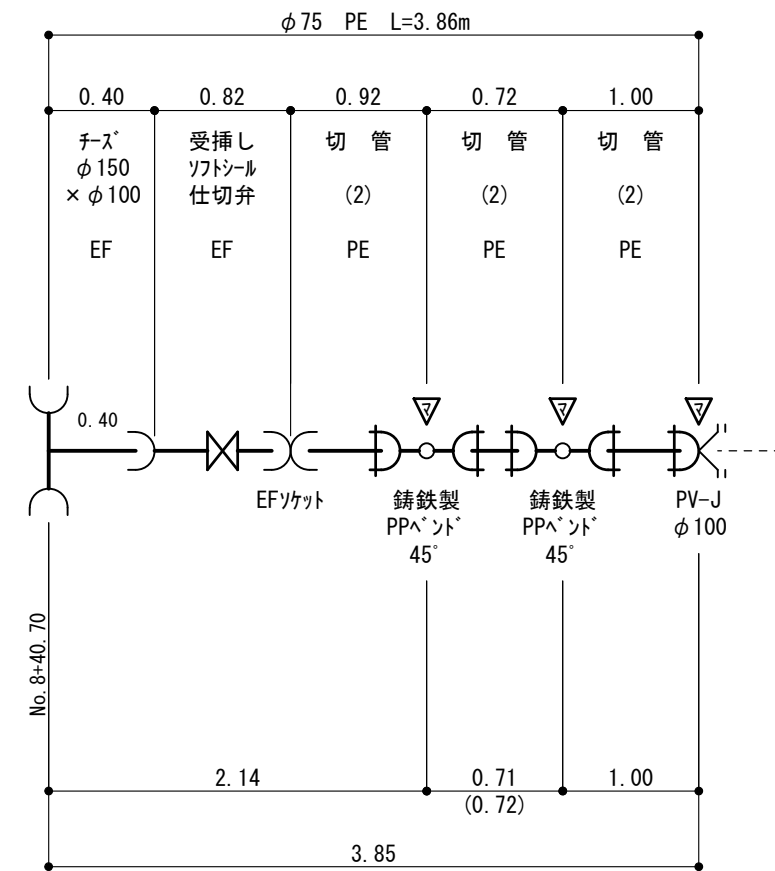 φ75 PE L=3.86m
0.40 0.82 0.92 0.72 1.00
ﾁｰｽﾞ
φ150
×φ100
EF
受挿し
ｿﾌﾄｼｰﾙ
仕切弁
EF
切 管
(2)
PE
切 管
(2)
PE
切 管
(2)
PE
0.40
マ マ マ
EFｿｹｯﾄ
鋳鉄製
PPﾍﾞﾝﾄﾞ
45°
鋳鉄製
PPﾍﾞﾝﾄﾞ
45°
PV-J
φ100
No.8+40.70
2.14 0.71 1.00
(0.72)
3.85